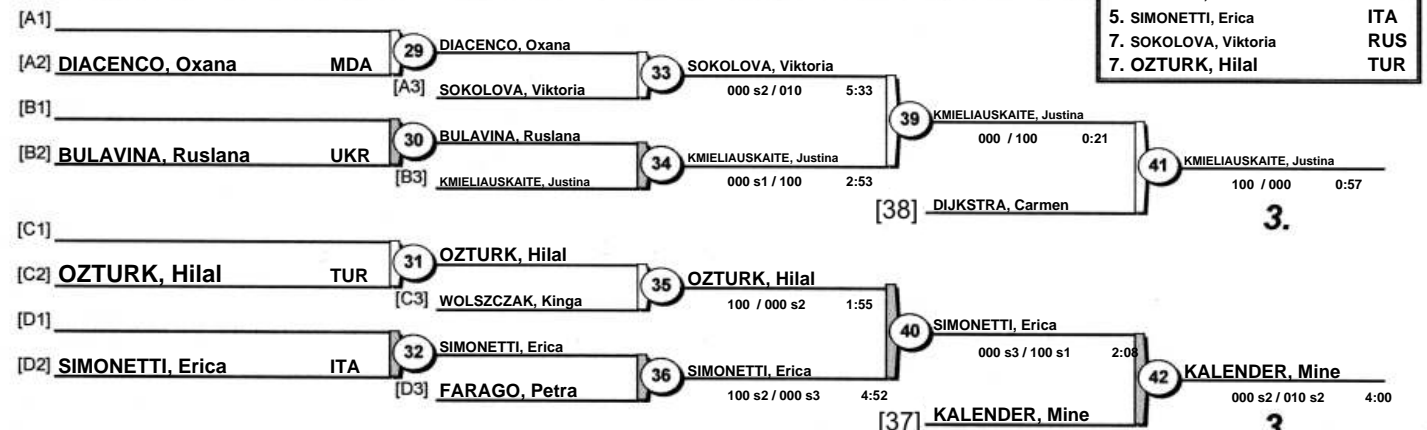 5. SIMONETTI, Erica ITA
7. SOKOLOVA, Viktoria RUS
7. OZTURK, Hilal TUR
[A1]
[A2] DIACENCO, Oxana MDA
29
DIACENCO, Oxana
[A3] SOKOLOVA, Viktoria
33
SOKOLOVA, Viktoria
000 s2 / 010 5:33
[B1]
[B2] BULAVINA, Ruslana UKR
30
BULAVINA, Ruslana
[B3] KMIELIAUSKAITE, Justina
34
KMIELIAUSKAITE, Justina
000 s1 / 100 2:53
39
KMIELIAUSKAITE, Justina
000 / 100 0:21
[38] DIJKSTRA, Carmen
41
KMIELIAUSKAITE, Justina
100 / 000 0:57
3.
[C1]
[C2] OZTURK, Hilal TUR
31
OZTURK, Hilal
[C3] WOLSZCZAK, Kinga
35
OZTURK, Hilal
100 / 000 s2 1:55
[D1]
[D2] SIMONETTI, Erica ITA
32
SIMONETTI, Erica
[D3] FARAGO, Petra
36
SIMONETTI, Erica
100 s2 / 000 s3 4:52
40
SIMONETTI, Erica
000 s3 / 100 s1 2:08
[37] KALENDER, Mine
42
KALENDER, Mine
000 s2 / 010 s2 4:00
3